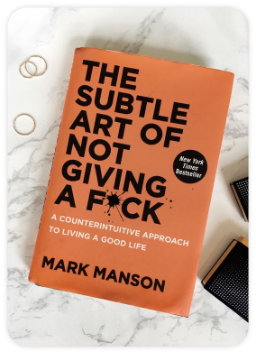 THE
SUBTLE
ART OF
NOT
GIVING
A F*CK
New York
Times
Bestseller
A COUNTERINTUITIVE APPROACH
TO LIVING A GOOD LIFE
MARK MANSON